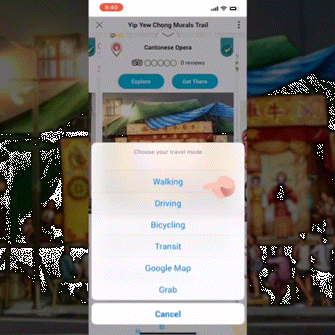 8:40
Yip Yew Chong Murals Trail
Cantonese Opera
0 reviews
Explore
Get There
Choose your travel mode
Walking
Driving
Bicycling
Transit
Google Map
Grab
Cancel